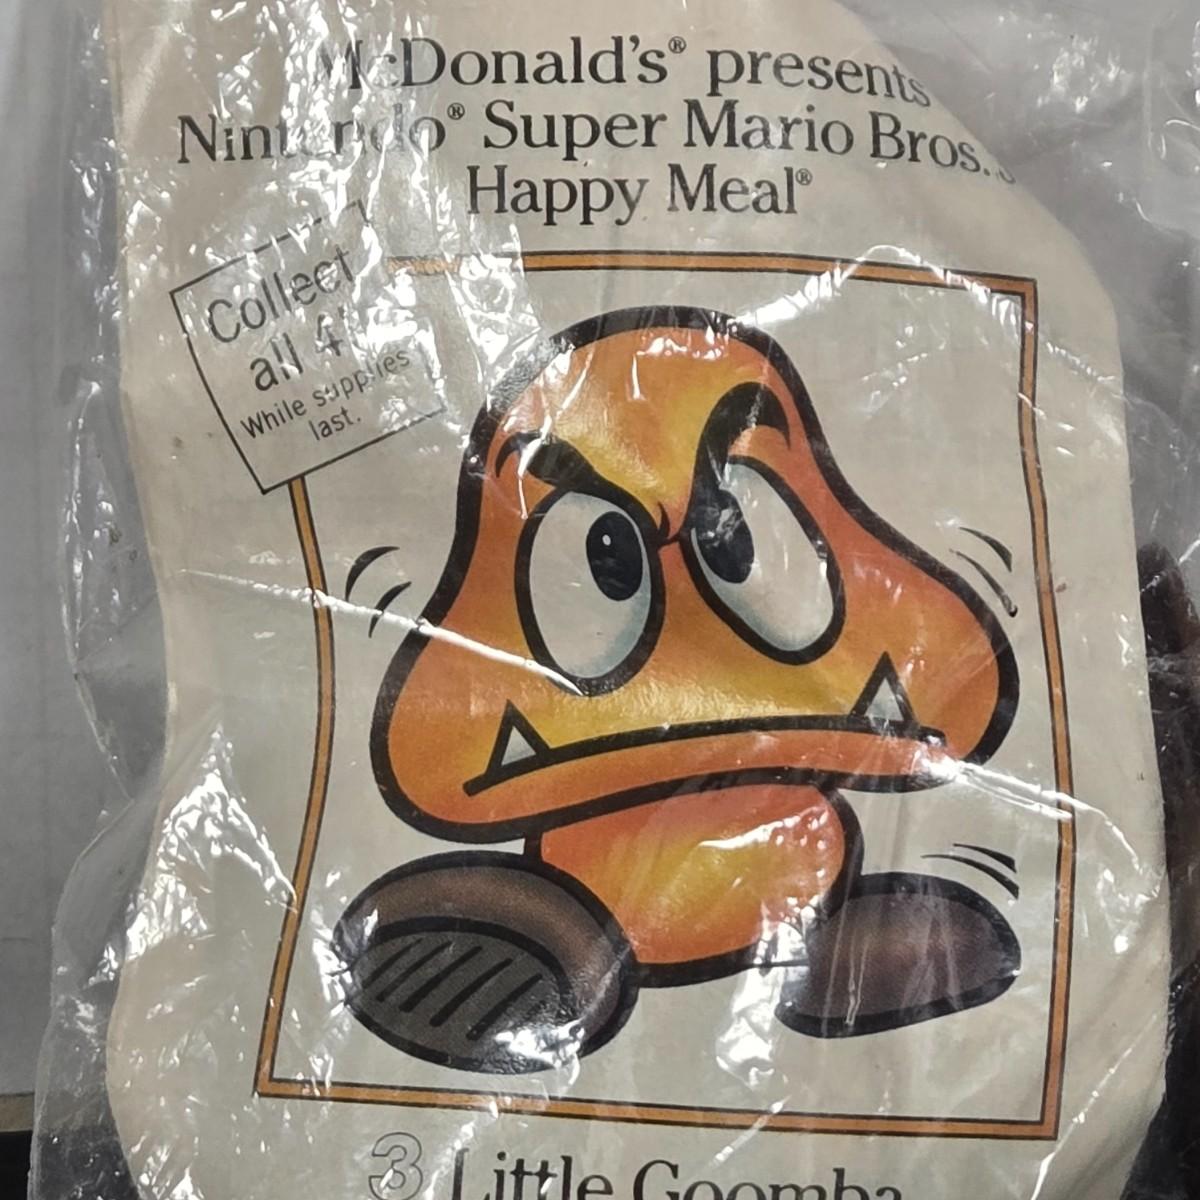 McDonald's® presents
Nintendo® Super Mario Bros.
Happy Meal®
Collect
all 4!
While supplies
last.
3 Little Goomba